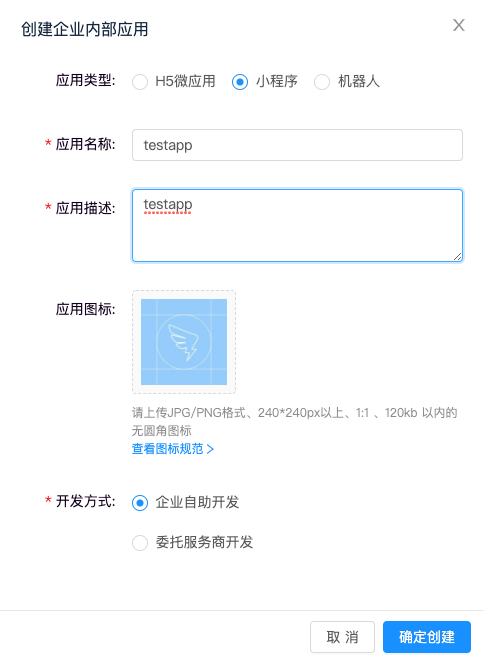 创建企业内部应用
应用类型: H5微应用 小程序 机器人
* 应用名称: testapp
* 应用描述: testapp
应用图标:
请上传JPG/PNG格式、240*240px以上、1:1 、120kb 以内的
无圆角图标
查看图标规范 >
* 开发方式: 企业自助开发
委托服务商开发
取 消 确定创建